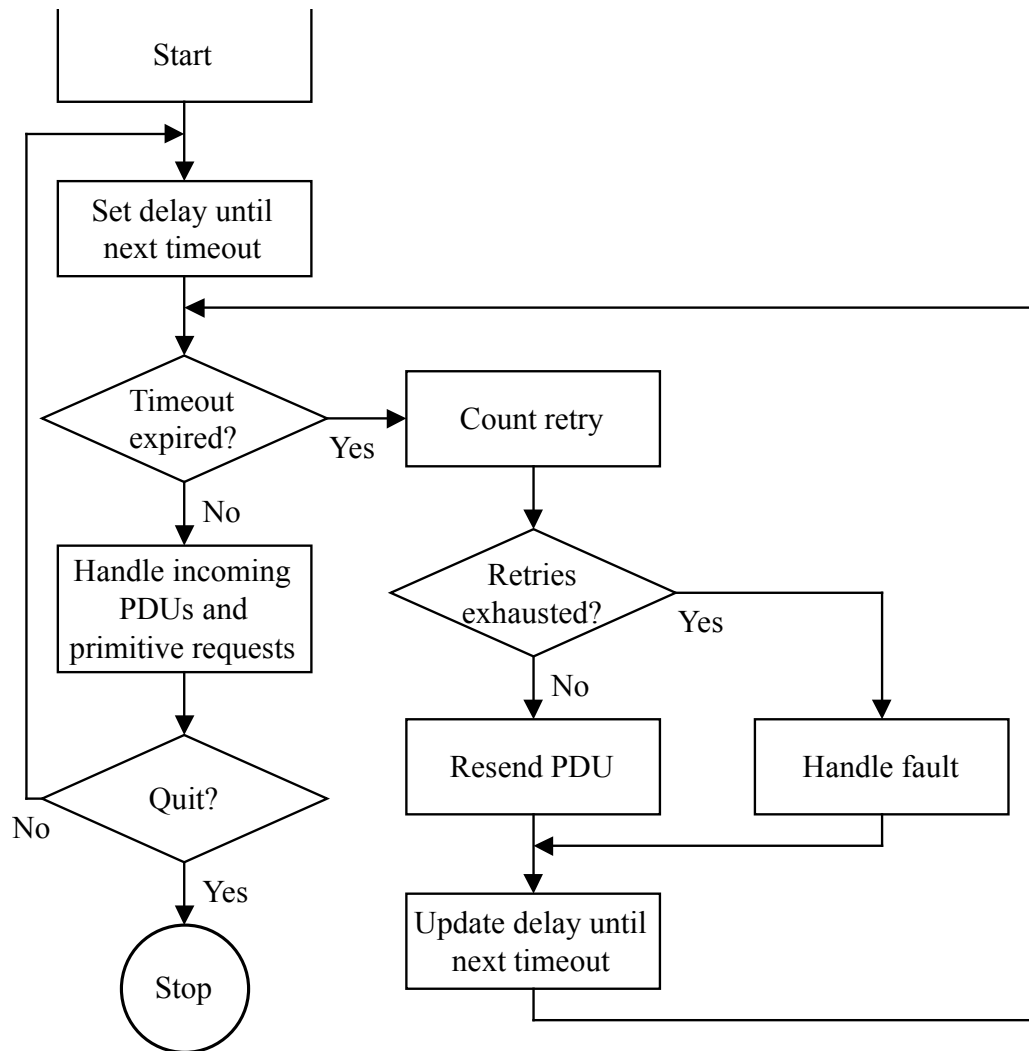 Start
Set delay until
next timeout
Timeout
expired?
Yes
Count retry
No
Handle incoming
PDUs and
primitive requests
Retries
exhausted?
Yes
No
Resend PDU
Handle fault
Quit?
No
Yes
Update delay until
next timeout
Stop